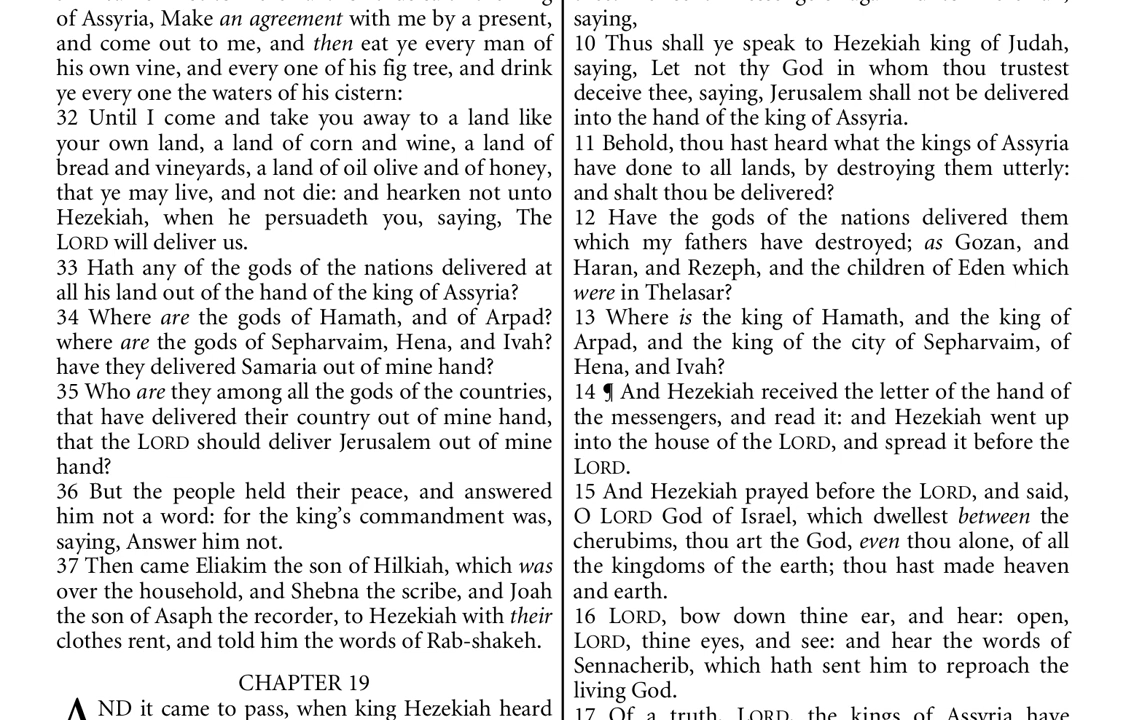 of Assyria, Make an agreement with me by a present,
and come out to me, and then eat ye every man of
his own vine, and every one of his fig tree, and drink
ye every one the waters of his cistern:
32 Until I come and take you away to a land like
your own land, a land of corn and wine, a land of
bread and vineyards, a land of oil olive and of honey,
that ye may live, and not die: and hearken not unto
Hezekiah, when he persuadeth you, saying, The
LORD will deliver us.
33 Hath any of the gods of the nations delivered at
all his land out of the hand of the king of Assyria?
34 Where are the gods of Hamath, and of Arpad?
where are the gods of Sepharvaim, Hena, and Ivah?
have they delivered Samaria out of mine hand?
35 Who are they among all the gods of the countries,
that have delivered their country out of mine hand,
that the LORD should deliver Jerusalem out of mine
hand?
36 But the people held their peace, and answered
him not a word: for the king’s commandment was,
saying, Answer him not.
37 Then came Eliakim the son of Hilkiah, which was
over the household, and Shebna the scribe, and Joah
the son of Asaph the recorder, to Hezekiah with their
clothes rent, and told him the words of Rab-shakeh.
CHAPTER 19
AND it came to pass, when king Hezekiah heard
saying,
10 Thus shall ye speak to Hezekiah king of Judah,
saying, Let not thy God in whom thou trustest
deceive thee, saying, Jerusalem shall not be delivered
into the hand of the king of Assyria.
11 Behold, thou hast heard what the kings of Assyria
have done to all lands, by destroying them utterly:
and shalt thou be delivered?
12 Have the gods of the nations delivered them
which my fathers have destroyed; as Gozan, and
Haran, and Rezeph, and the children of Eden which
were in Thelasar?
13 Where is the king of Hamath, and the king of
Arpad, and the king of the city of Sepharvaim, of
Hena, and Ivah?
14 ¶ And Hezekiah received the letter of the hand of
the messengers, and read it: and Hezekiah went up
into the house of the LORD, and spread it before the
LORD.
15 And Hezekiah prayed before the LORD, and said,
O LORD God of Israel, which dwellest between the
cherubims, thou art the God, even thou alone, of all
the kingdoms of the earth; thou hast made heaven
and earth.
16 LORD, bow down thine ear, and hear: open,
LORD, thine eyes, and see: and hear the words of
Sennacherib, which hath sent him to reproach the
living God.
17 Of a truth, LORD, the kings of Assyria have